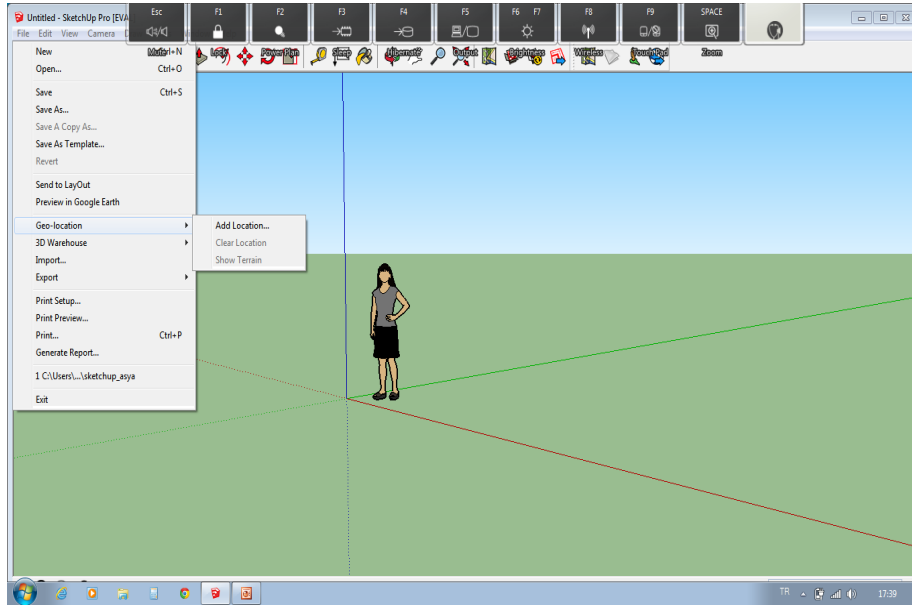 Untitled - SketchUp Pro [EVA
Esc F1 F2 F3 F4 F5 F6 F7 F8 F9 SPACE
File Edit View Camera
Mute Lock Power Plan Sleep Hibernate Output Brightness Wireless TouchPad Zoom
New Ctrl+N
Open... Ctrl+O
Save Ctrl+S
Save As...
Save A Copy As...
Save As Template...
Revert
Send to LayOut
Preview in Google Earth
Geo-location
Add Location...
Clear Location
Show Terrain
3D Warehouse
Import...
Export
Print Setup...
Print Preview...
Print... Ctrl+P
Generate Report...
1 C:\Users\...\sketchup_asya
Exit
TR 17:39